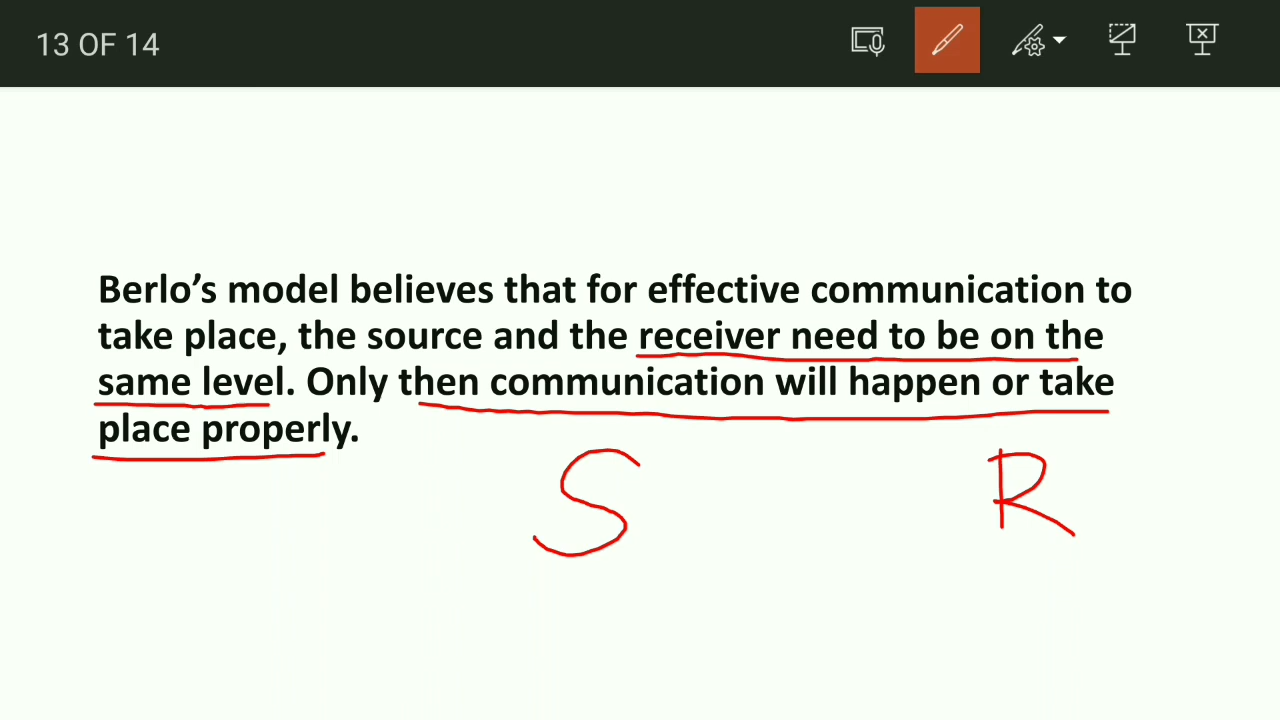 13 OF 14
Berlo’s model believes that for effective communication to
take place, the source and the receiver need to be on the
same level. Only then communication will happen or take
place properly.
S R